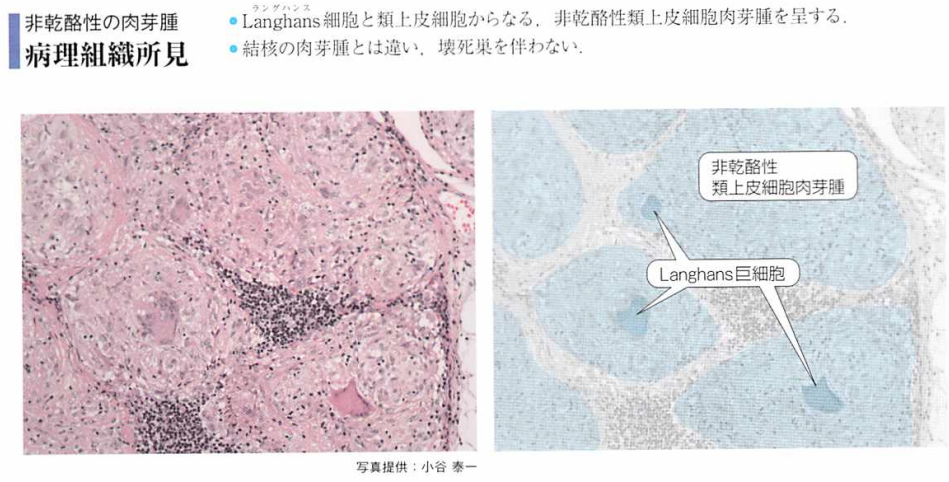 非乾酪性の肉芽腫
病理組織所見
ラングハンス
● Langhans細胞と類上皮細胞からなる，非乾酪性類上皮細胞肉芽腫を呈する．
● 結核の肉芽腫とは違い，壊死巣を伴わない．
非乾酪性
類上皮細胞肉芽腫
Langhans巨細胞
写真提供：小谷 泰一